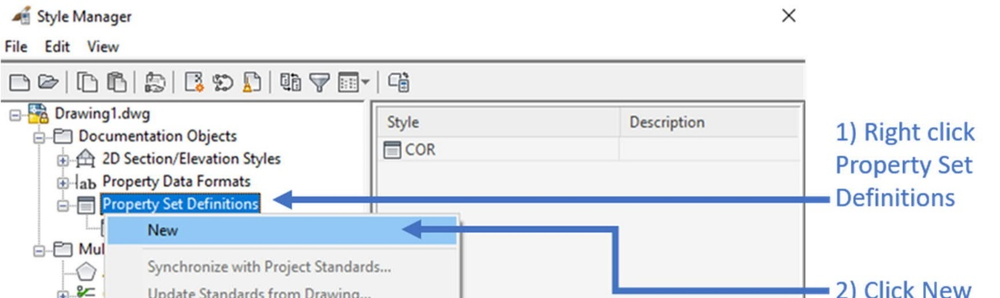 Style Manager
File Edit View
Drawing1.dwg
Documentation Objects
2D Section/Elevation Styles
ab Property Data Formats
Property Set Definitions
New
Mul
Synchronize with Project Standards...
Update Standards from Drawing...
Style Description
COR
1) Right click
Property Set
Definitions
2) Click New